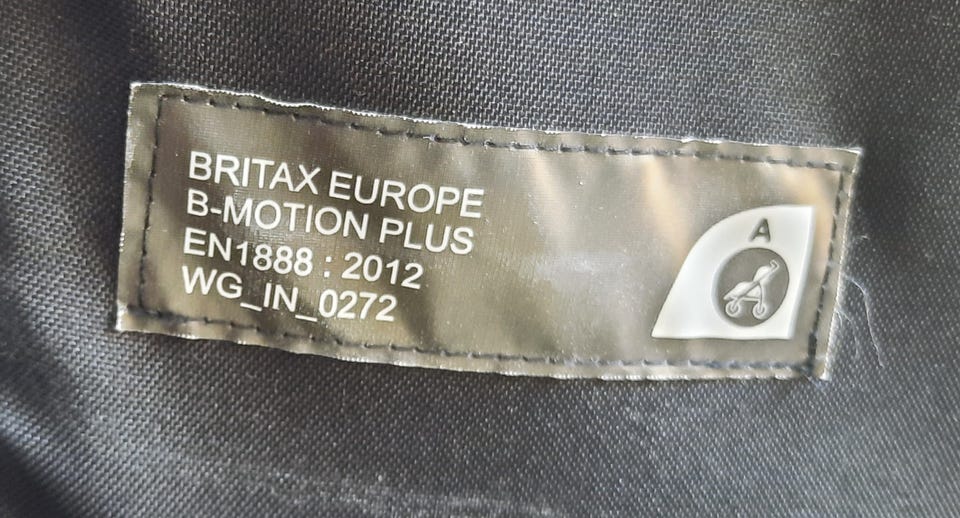 BRITAX EUROPE
B-MOTION PLUS
EN1888 : 2012
WG_IN_0272
A